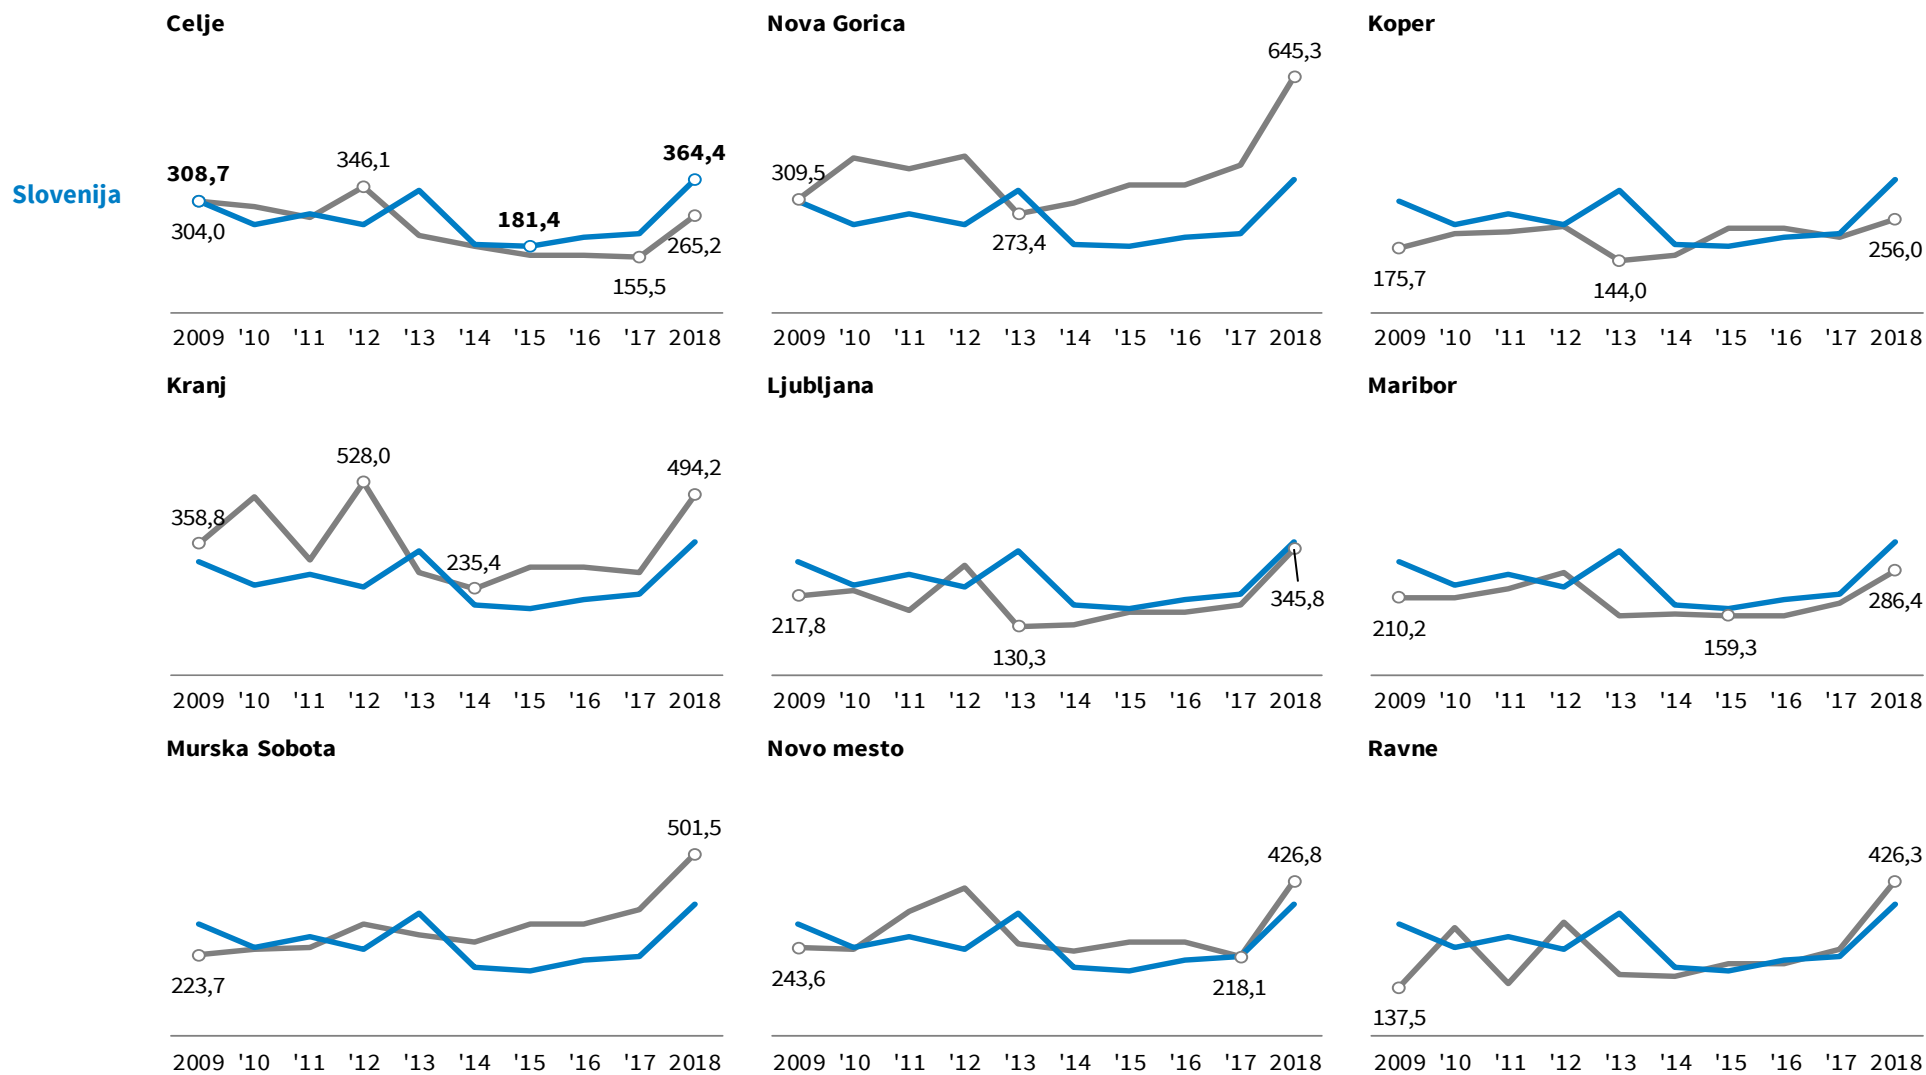 Celje
Nova Gorica
Koper
Slovenija
308,7
304,0
346,1
181,4
155,5
364,4
265,2
2009 '10 '11 '12 '13 '14 '15 '16 '17 2018
309,5
273,4
645,3
2009 '10 '11 '12 '13 '14 '15 '16 '17 2018
175,7
144,0
256,0
2009 '10 '11 '12 '13 '14 '15 '16 '17 2018
Kranj
Ljubljana
Maribor
358,8
528,0
235,4
494,2
2009 '10 '11 '12 '13 '14 '15 '16 '17 2018
217,8
130,3
345,8
2009 '10 '11 '12 '13 '14 '15 '16 '17 2018
210,2
159,3
286,4
2009 '10 '11 '12 '13 '14 '15 '16 '17 2018
Murska Sobota
Novo mesto
Ravne
223,7
501,5
2009 '10 '11 '12 '13 '14 '15 '16 '17 2018
243,6
218,1
426,8
2009 '10 '11 '12 '13 '14 '15 '16 '17 2018
137,5
426,3
2009 '10 '11 '12 '13 '14 '15 '16 '17 2018